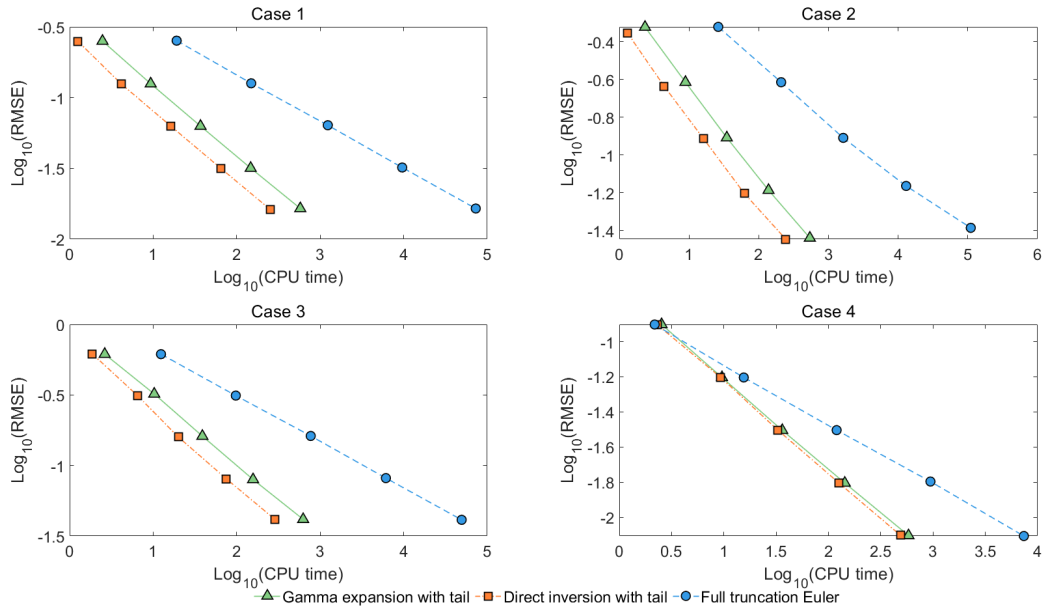 Case 1
Case 2
-0.5
-1
-1.5
-2
Log10(RMSE)
0 1 2 3 4 5
Log10(CPU time)
-0.4
-0.6
-0.8
-1
-1.2
-1.4
Log10(RMSE)
0 1 2 3 4 5 6
Log10(CPU time)
Case 3
Case 4
0
-0.5
-1
-1.5
Log10(RMSE)
0 1 2 3 4 5
Log10(CPU time)
-1
-1.2
-1.4
-1.6
-1.8
-2
Log10(RMSE)
0 0.5 1 1.5 2 2.5 3 3.5 4
Log10(CPU time)
Gamma expansion with tail Direct inversion with tail Full truncation Euler